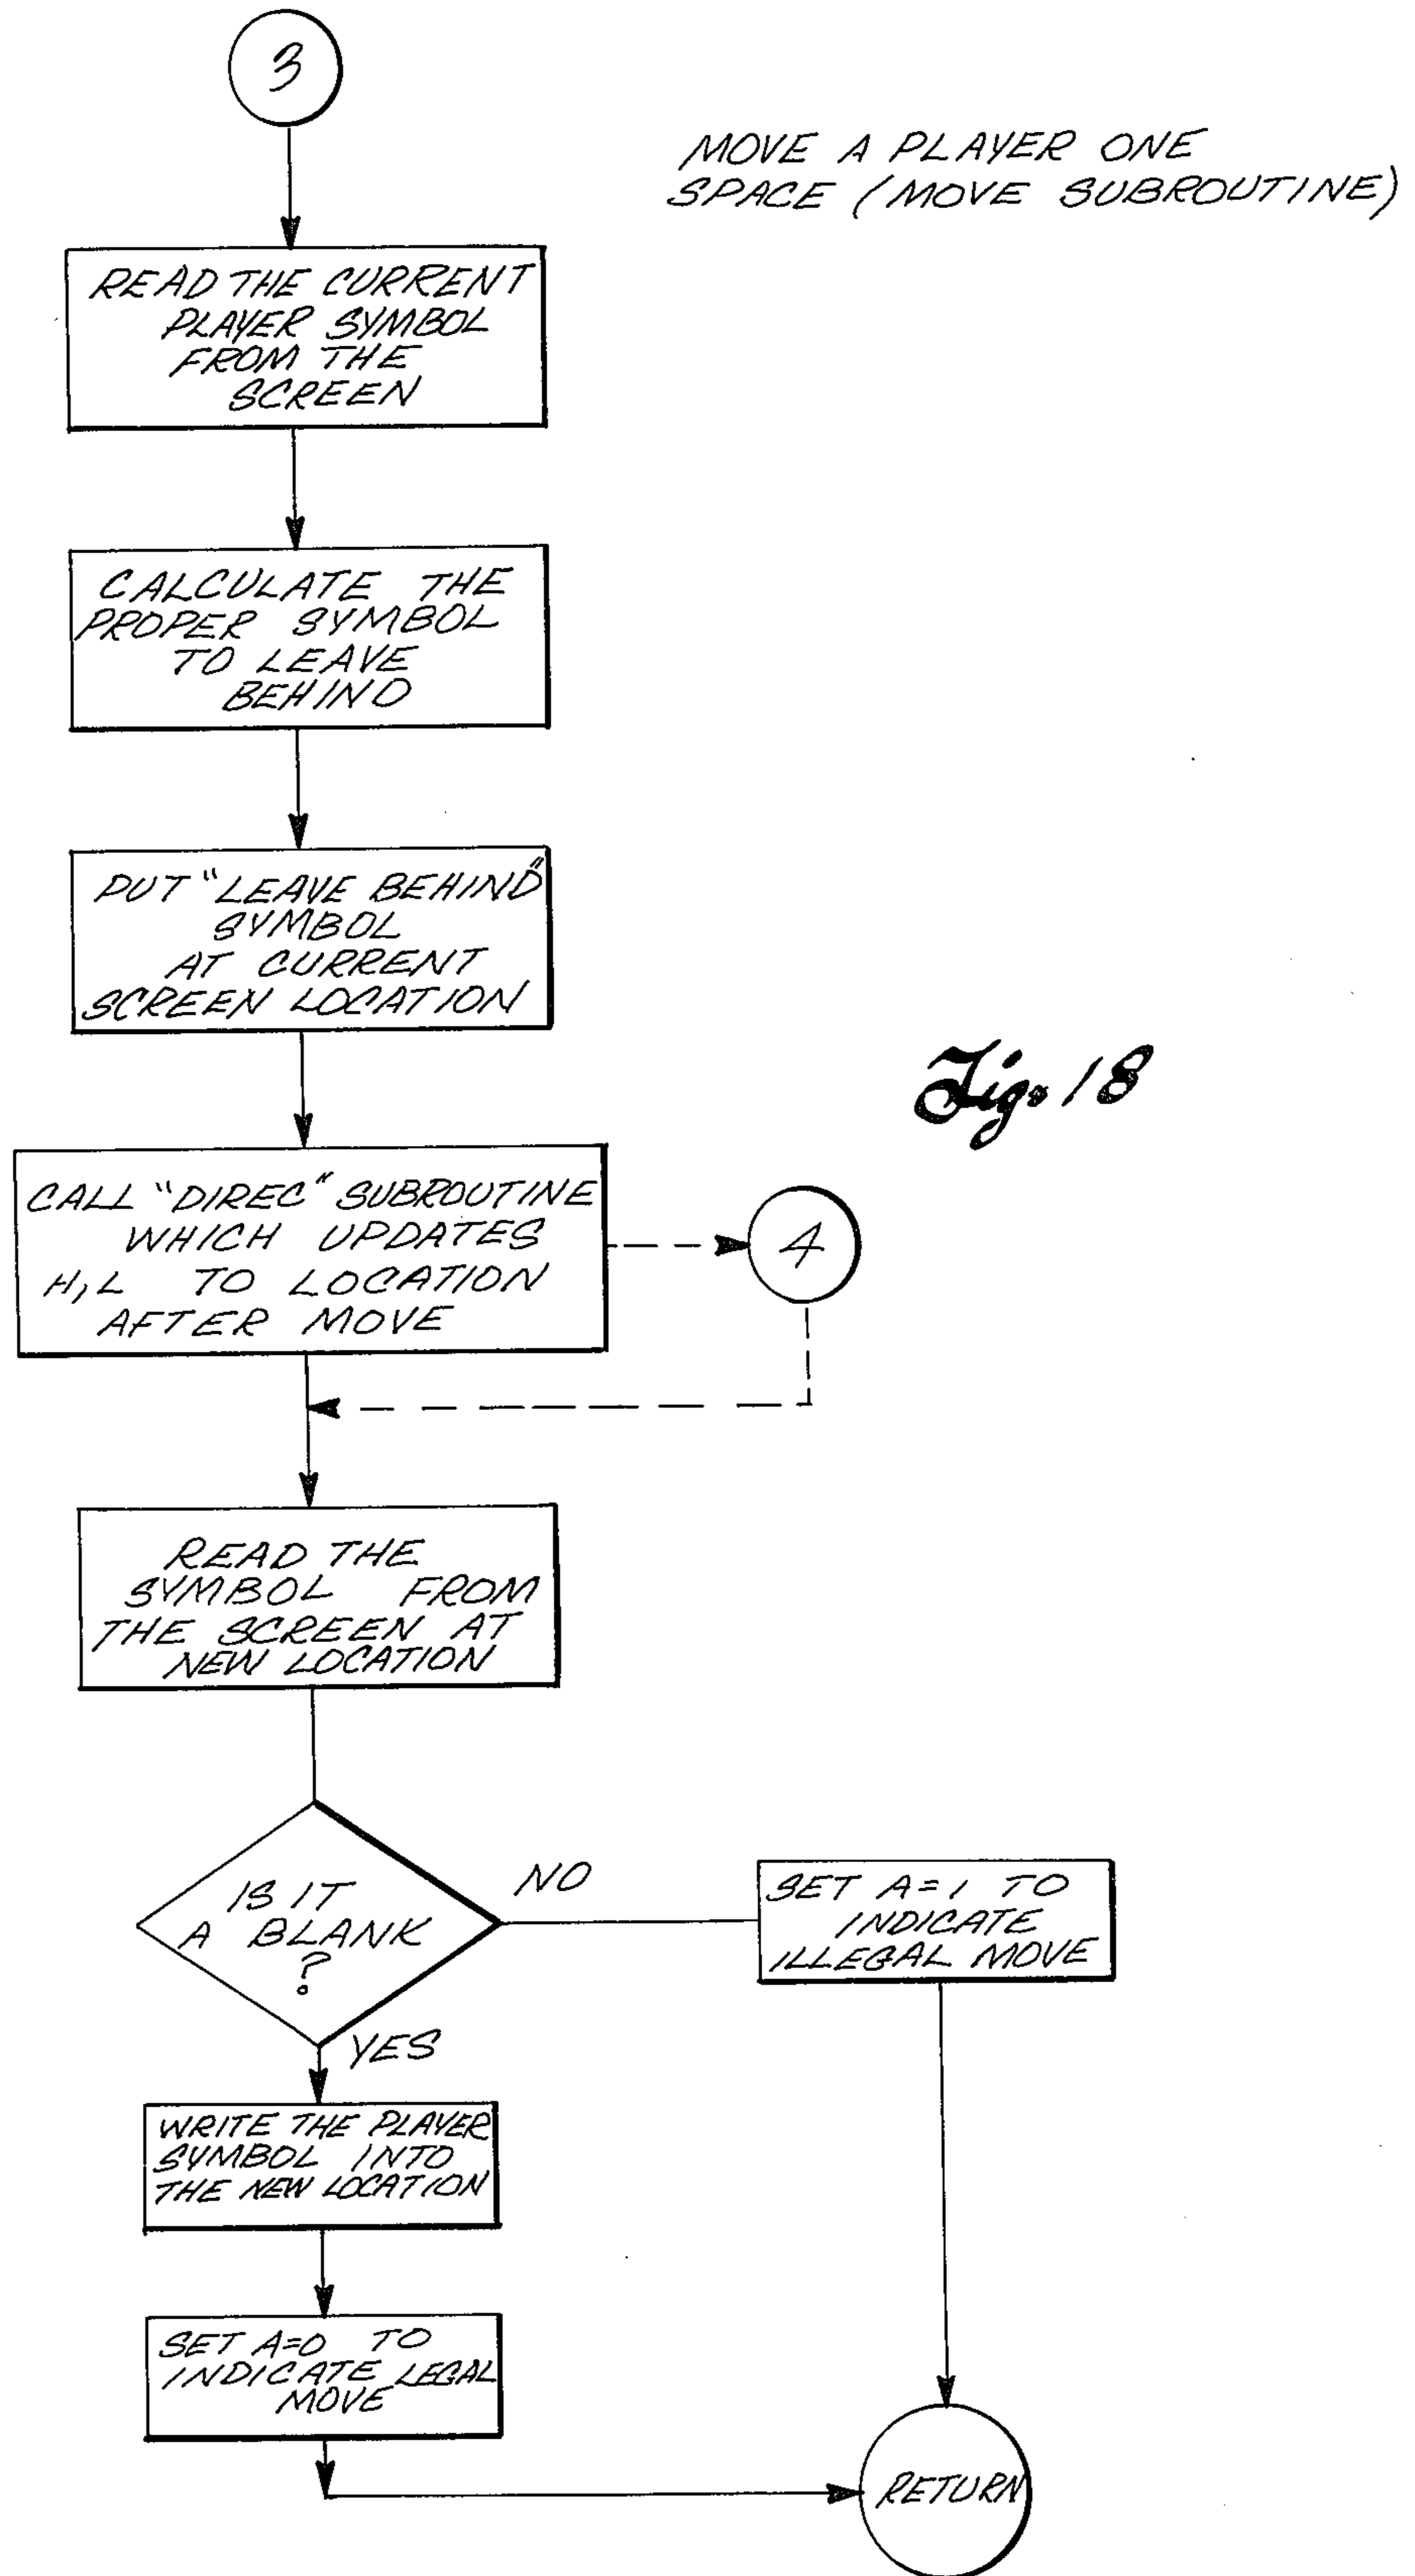 3
MOVE A PLAYER ONE
SPACE (MOVE SUBROUTINE)
READ THE CURRENT
PLAYER SYMBOL
FROM THE
SCREEN
CALCULATE THE
PROPER SYMBOL
TO LEAVE
BEHIND
PUT "LEAVE BEHIND"
SYMBOL
AT CURRENT
SCREEN LOCATION
Fig. 18
CALL "DIREC" SUBROUTINE
WHICH UPDATES
H,L TO LOCATION
AFTER MOVE
4
READ THE
SYMBOL FROM
THE SCREEN AT
NEW LOCATION
IS IT
A BLANK
?
NO
SET A=1 TO
INDICATE
ILLEGAL MOVE
YES
WRITE THE PLAYER
SYMBOL INTO
THE NEW LOCATION
SET A=0 TO
INDICATE LEGAL
MOVE
RETURN